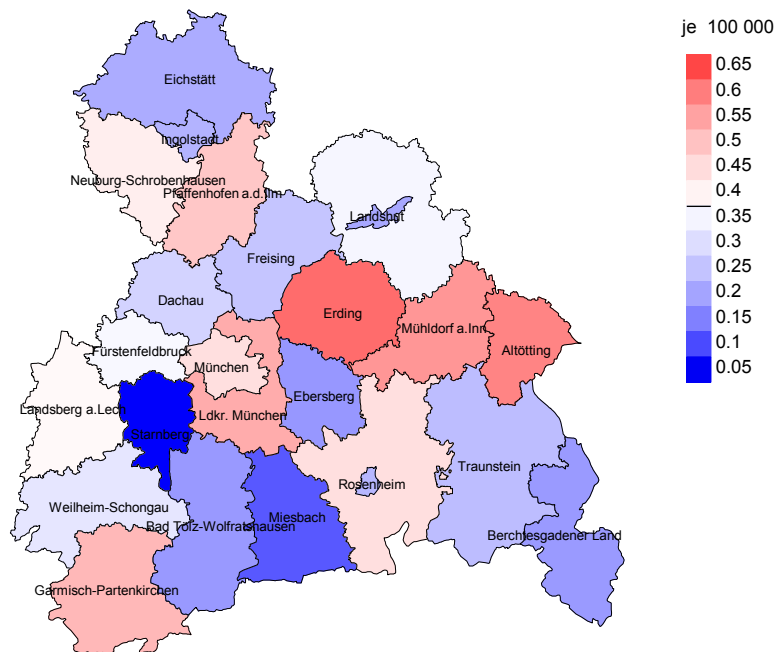 je 100 000
0.65
0.6
0.55
0.5
0.45
0.4
0.35
0.3
0.25
0.2
0.15
0.1
0.05
Eichstätt
Ingolstadt
Neuburg-Schrobenhausen
Pfaffenhofen a.d.Ilm
Landshst
Freising
Dachau
Erding
Mühldorf a.Inn
Altötting
Fürstenfeldbruck
München
Ebersberg
Landsberg a.Lech
Ldkr. München
Starnberg
Traunstein
Rosenheim
Weilheim-Schongau
Miesbach
Bad Tölz-Wolfratshausen
Berchtesgadener Land
Garmisch-Partenkirchen